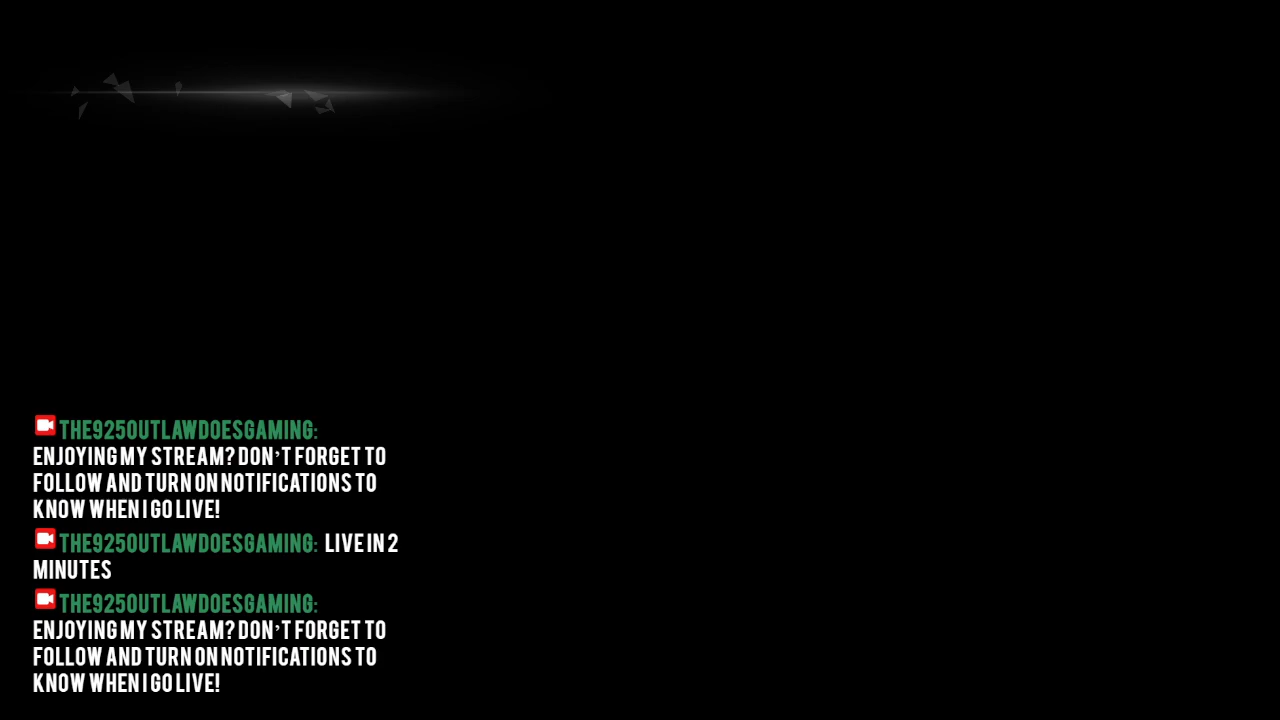 THE925OUTLAWDOESGAMING:
ENJOYING MY STREAM? DON'T FORGET TO
FOLLOW AND TURN ON NOTIFICATIONS TO
KNOW WHEN I GO LIVE!
THE925OUTLAWDOESGAMING: LIVE IN 2
MINUTES
THE925OUTLAWDOESGAMING:
ENJOYING MY STREAM? DON'T FORGET TO
FOLLOW AND TURN ON NOTIFICATIONS TO
KNOW WHEN I GO LIVE!